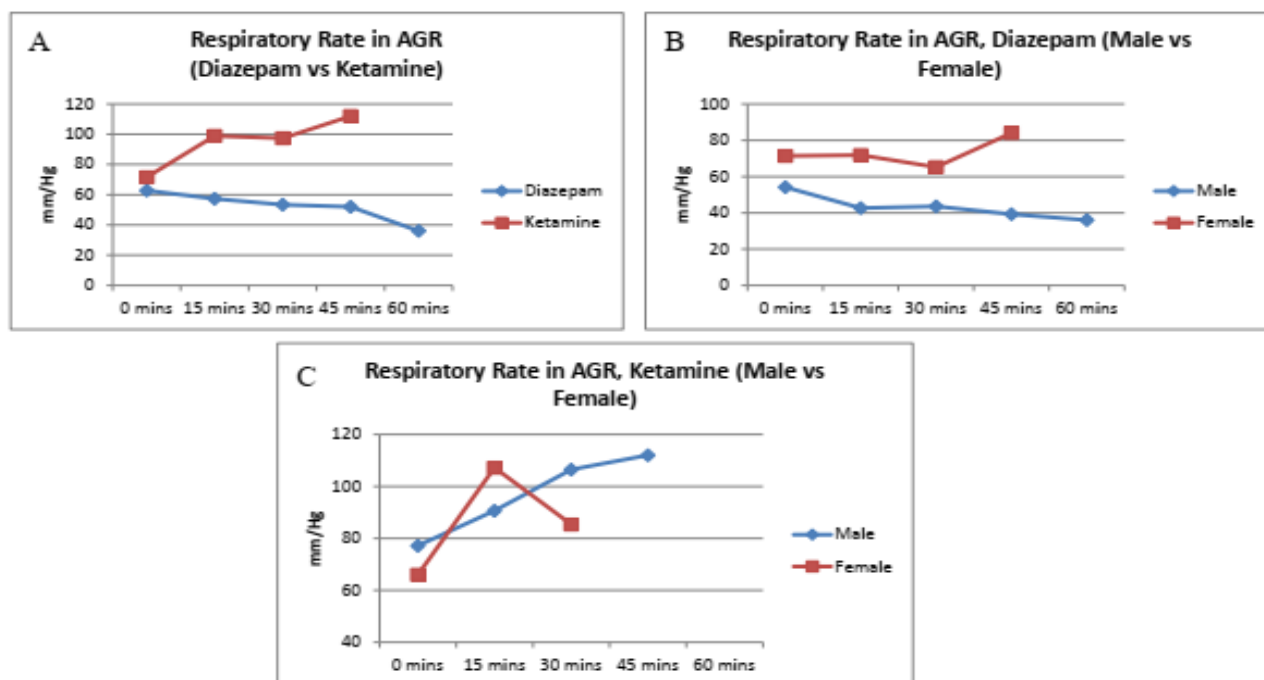 A
Respiratory Rate in AGR
(Diazepam vs Ketamine)
120
100
80
60
40
20
0
mm/Hg
0 mins 15 mins 30 mins 45 mins 60 mins
Diazepam
Ketamine
B
Respiratory Rate in AGR, Diazepam (Male vs
Female)
100
80
60
40
20
0
mm/Hg
0 mins 15 mins 30 mins 45 mins 60 mins
Male
Female
C
Respiratory Rate in AGR, Ketamine (Male vs
Female)
120
100
80
60
40
mm/Hg
0 mins 15 mins 30 mins 45 mins 60 mins
Male
Female